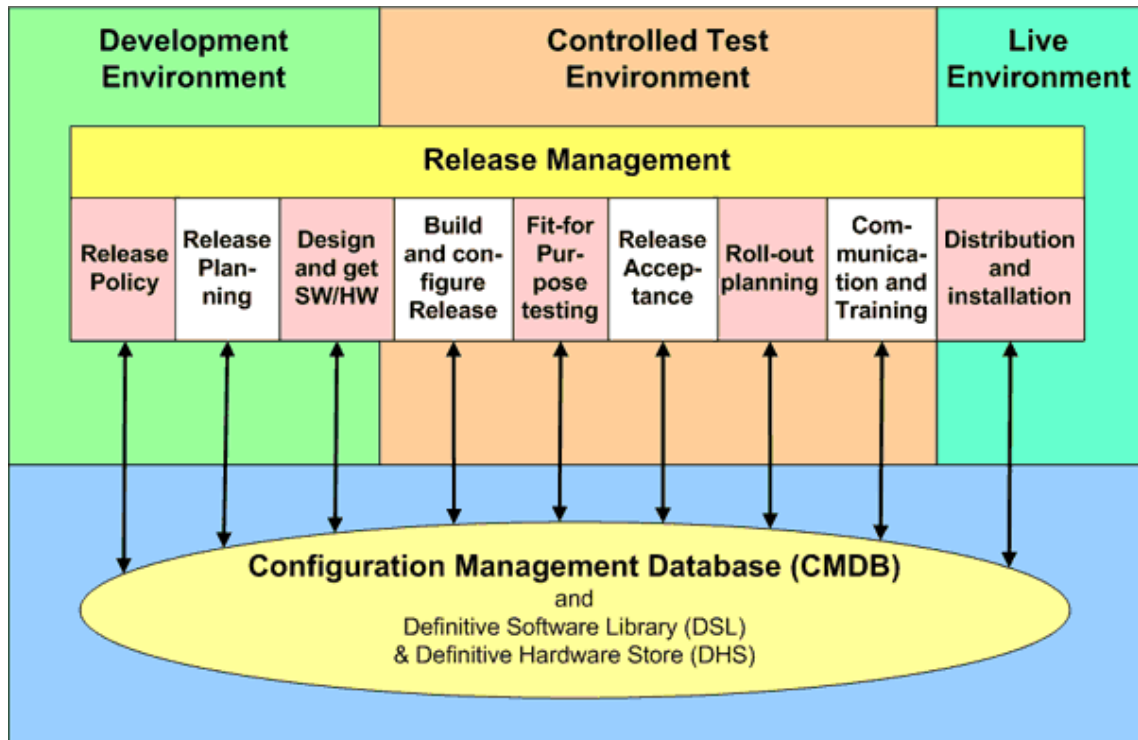 Development
Environment
Controlled Test
Environment
Live
Environment
Release Management
Release
Policy
Release
Plan-
ning
Design
and get
SW/HW
Build
and con-
figure
Release
Fit-for
Pur-
pose
testing
Release
Accep-
tance
Roll-out
planning
Com-
munica-
tion and
Training
Distribution
and
installation
Configuration Management Database (CMDB)
and
Definitive Software Library (DSL)
& Definitive Hardware Store (DHS)